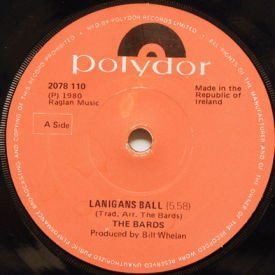 polydor
2078 110
(P) 1980
Raglan Music
Made in the
Republic of
Ireland
A Side
LANIGANS BALL (5.58)
(Trad. Arr. The Bards)
THE BARDS
Produced by Bill Whelan